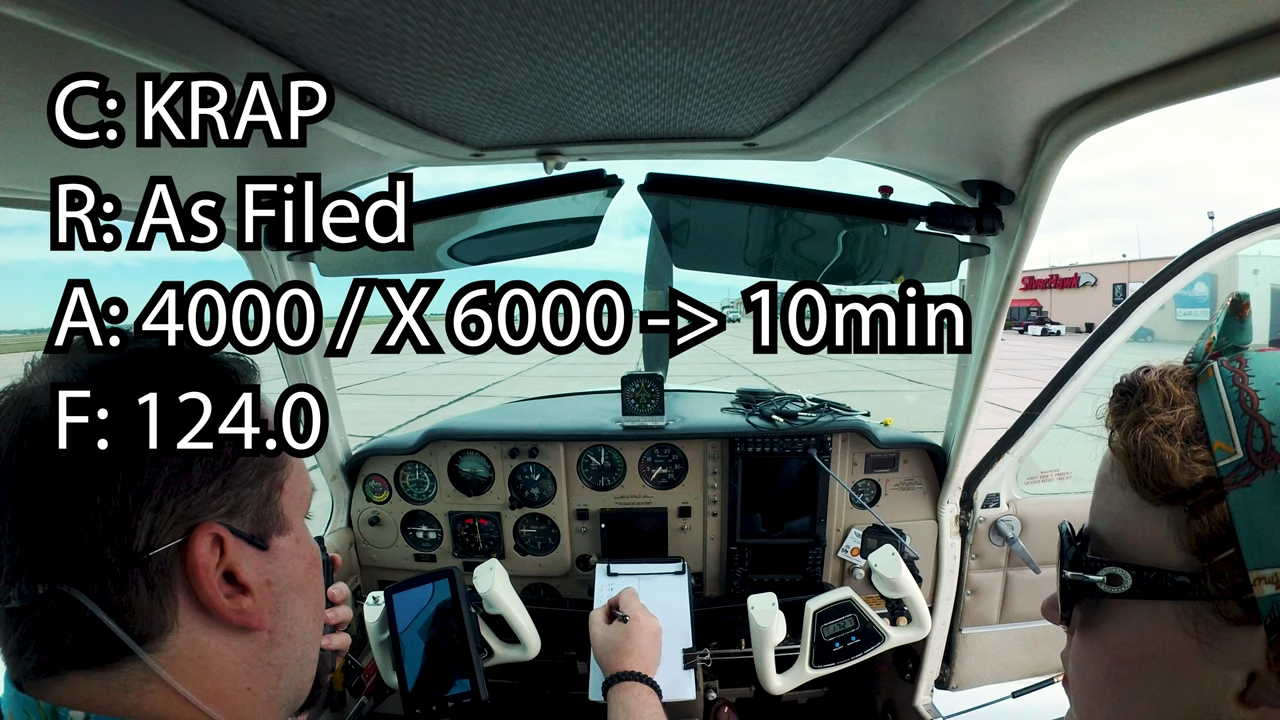 C: KRAP
R: As Filed
A: 4000 / X 6000 -> 10min
F: 124.0
SilverHawk